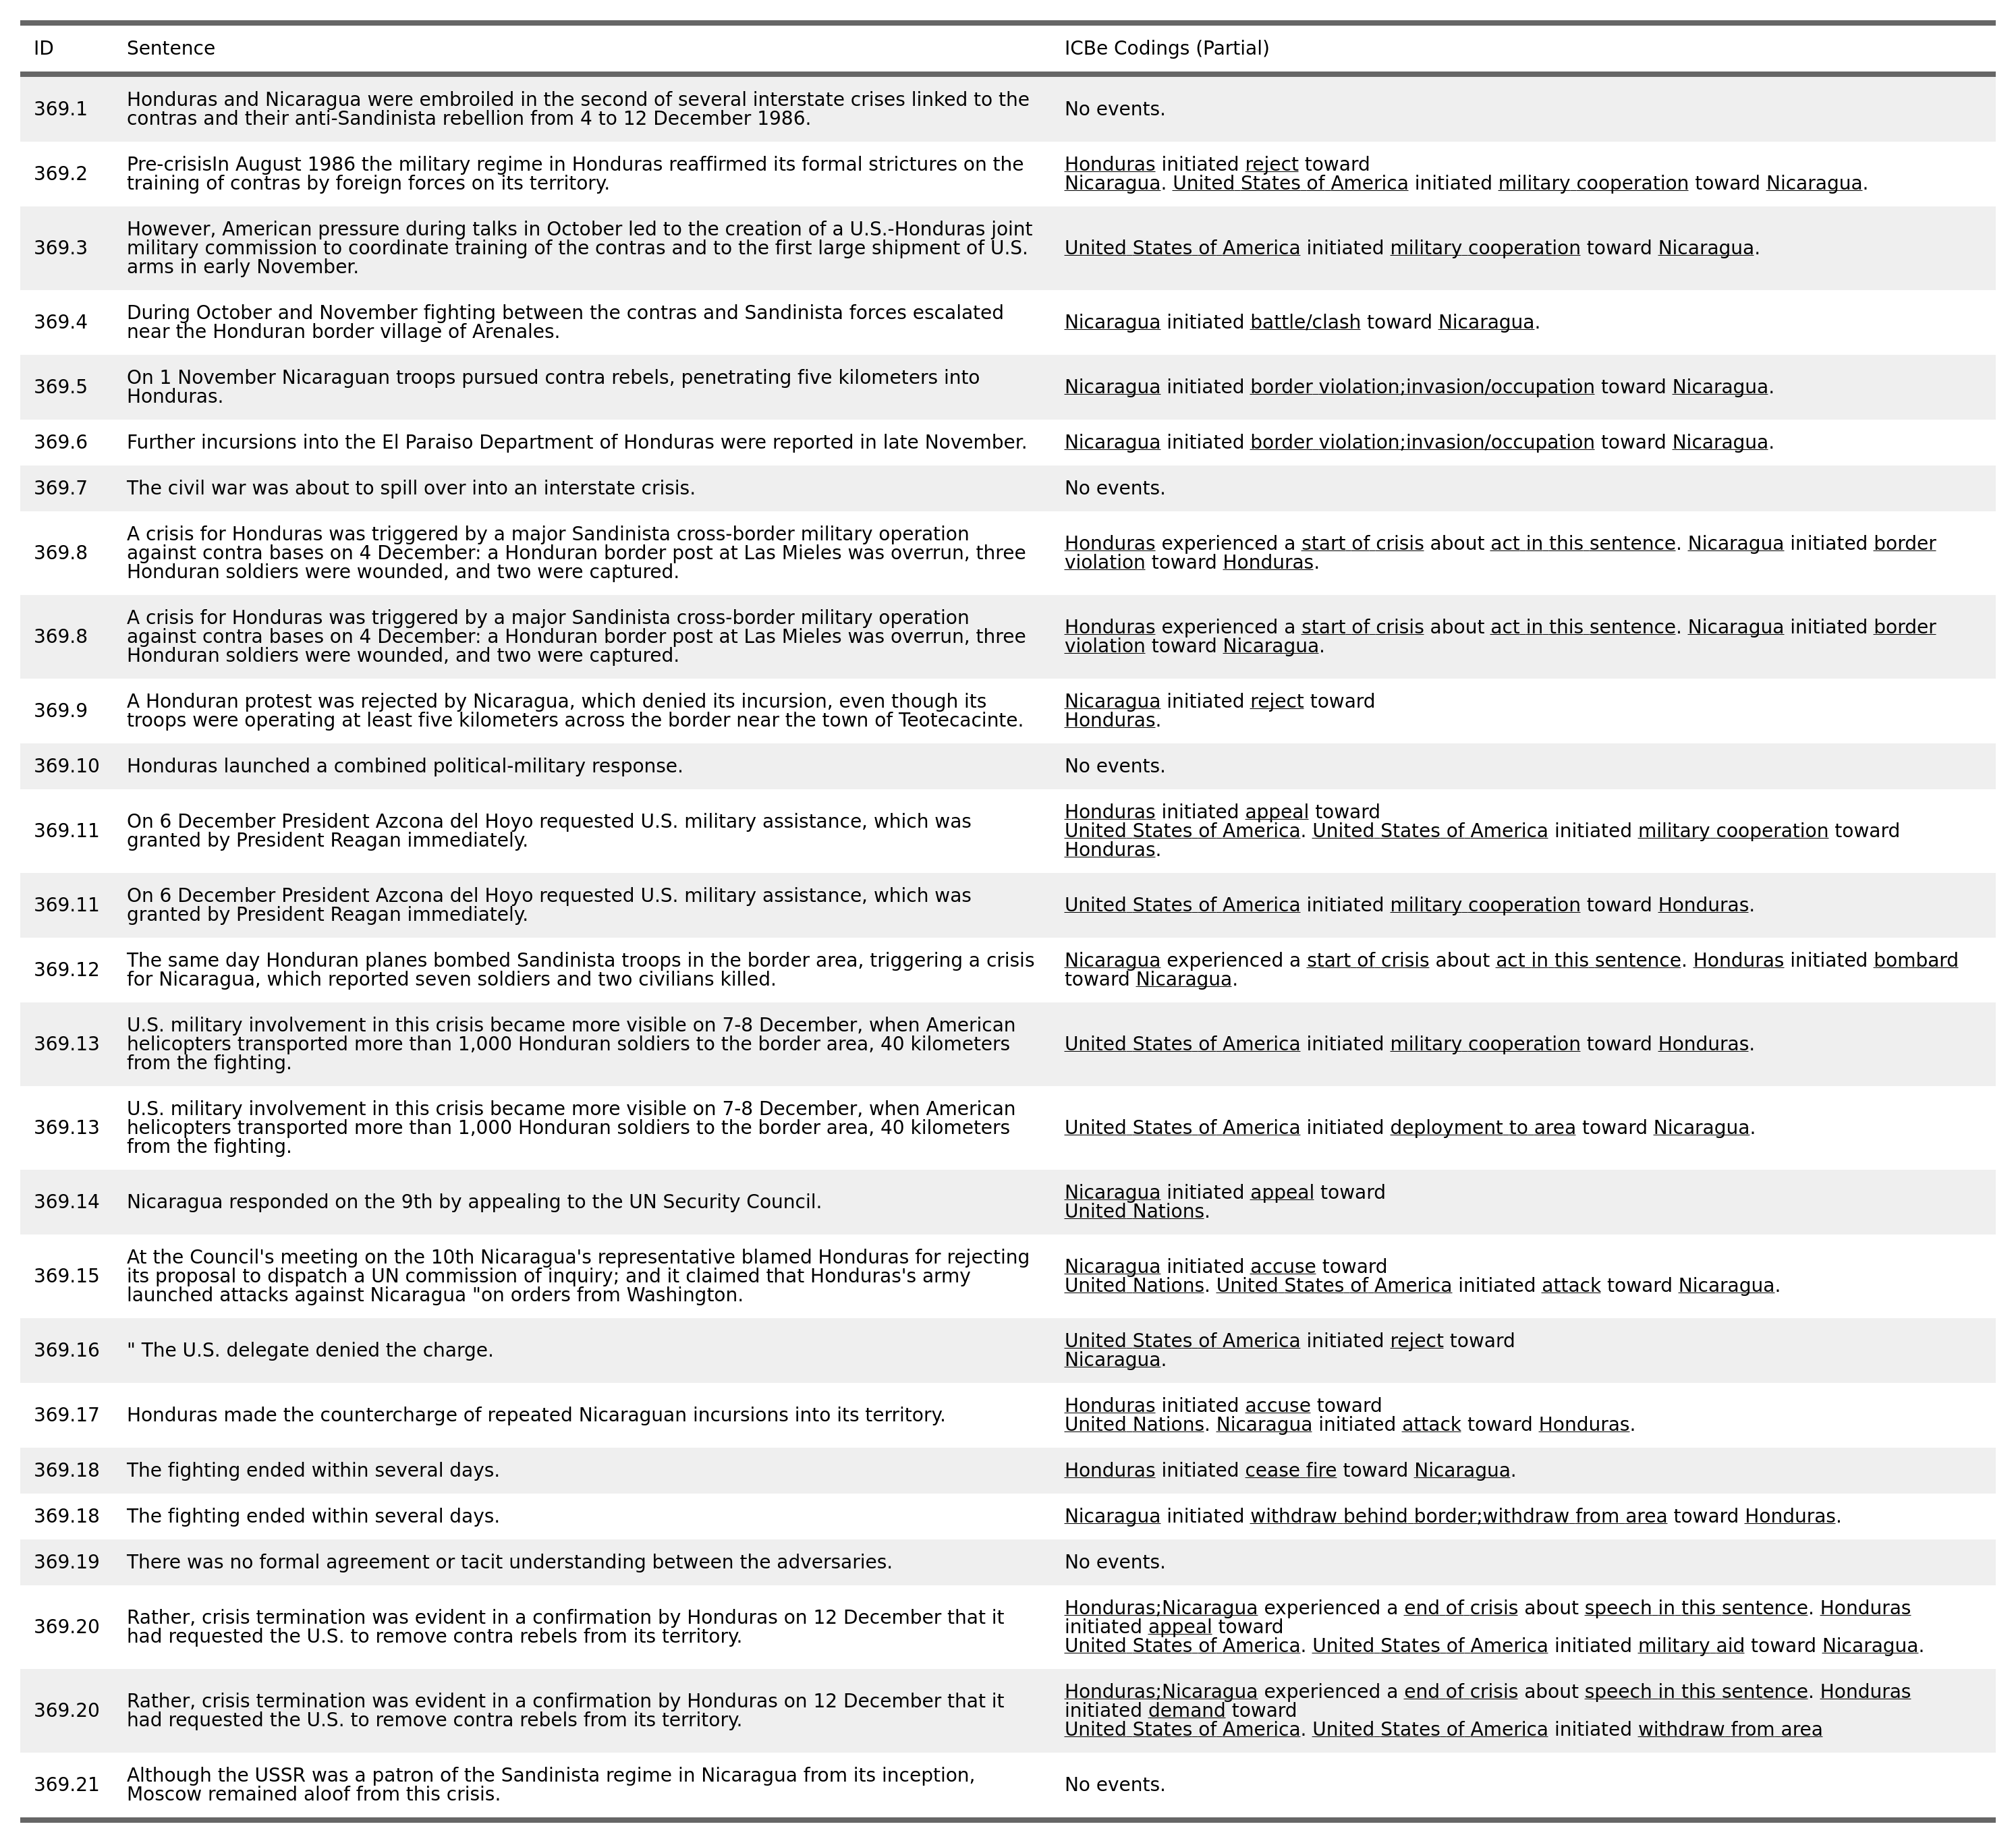 ID Sentence ICBe Codings (Partial)
369.1 Honduras and Nicaragua were embroiled in the second of several interstate crises linked to the
contras and their anti-Sandinista rebellion from 4 to 12 December 1986.
No events.
369.2 Pre-crisisIn August 1986 the military regime in Honduras reaffirmed its formal strictures on the
training of contras by foreign forces on its territory.
Honduras initiated reject toward
Nicaragua. United States of America initiated military cooperation toward Nicaragua.
369.3 However, American pressure during talks in October led to the creation of a U.S.-Honduras joint
military commission to coordinate training of the contras and to the first large shipment of U.S.
arms in early November.
United States of America initiated military cooperation toward Nicaragua.
369.4 During October and November fighting between the contras and Sandinista forces escalated
near the Honduran border village of Arenales.
Nicaragua initiated battle/clash toward Nicaragua.
369.5 On 1 November Nicaraguan troops pursued contra rebels, penetrating five kilometers into
Honduras.
Nicaragua initiated border violation;invasion/occupation toward Nicaragua.
369.6 Further incursions into the El Paraiso Department of Honduras were reported in late November.
Nicaragua initiated border violation;invasion/occupation toward Nicaragua.
369.7 The civil war was about to spill over into an interstate crisis.
No events.
369.8 A crisis for Honduras was triggered by a major Sandinista cross-border military operation
against contra bases on 4 December: a Honduran border post at Las Mieles was overrun, three
Honduran soldiers were wounded, and two were captured.
Honduras experienced a start of crisis about act in this sentence. Nicaragua initiated border
violation toward Honduras.
369.8 A crisis for Honduras was triggered by a major Sandinista cross-border military operation
against contra bases on 4 December: a Honduran border post at Las Mieles was overrun, three
Honduran soldiers were wounded, and two were captured.
Honduras experienced a start of crisis about act in this sentence. Nicaragua initiated border
violation toward Nicaragua.
369.9 A Honduran protest was rejected by Nicaragua, which denied its incursion, even though its
troops were operating at least five kilometers across the border near the town of Teotecacinte.
Nicaragua initiated reject toward
Honduras.
369.10 Honduras launched a combined political-military response.
No events.
369.11 On 6 December President Azcona del Hoyo requested U.S. military assistance, which was
granted by President Reagan immediately.
Honduras initiated appeal toward
United States of America. United States of America initiated military cooperation toward
Honduras.
369.11 On 6 December President Azcona del Hoyo requested U.S. military assistance, which was
granted by President Reagan immediately.
United States of America initiated military cooperation toward Honduras.
369.12 The same day Honduran planes bombed Sandinista troops in the border area, triggering a crisis
for Nicaragua, which reported seven soldiers and two civilians killed.
Nicaragua experienced a start of crisis about act in this sentence. Honduras initiated bombard
toward Nicaragua.
369.13 U.S. military involvement in this crisis became more visible on 7-8 December, when American
helicopters transported more than 1,000 Honduran soldiers to the border area, 40 kilometers
from the fighting.
United States of America initiated military cooperation toward Honduras.
369.13 U.S. military involvement in this crisis became more visible on 7-8 December, when American
helicopters transported more than 1,000 Honduran soldiers to the border area, 40 kilometers
from the fighting.
United States of America initiated deployment to area toward Nicaragua.
369.14 Nicaragua responded on the 9th by appealing to the UN Security Council.
Nicaragua initiated appeal toward
United Nations.
369.15 At the Council's meeting on the 10th Nicaragua's representative blamed Honduras for rejecting
its proposal to dispatch a UN commission of inquiry; and it claimed that Honduras's army
launched attacks against Nicaragua "on orders from Washington.
Nicaragua initiated accuse toward
United Nations. United States of America initiated attack toward Nicaragua.
369.16 " The U.S. delegate denied the charge.
United States of America initiated reject toward
Nicaragua.
369.17 Honduras made the countercharge of repeated Nicaraguan incursions into its territory.
Honduras initiated accuse toward
United Nations. Nicaragua initiated attack toward Honduras.
369.18 The fighting ended within several days.
Honduras initiated cease fire toward Nicaragua.
369.18 The fighting ended within several days.
Nicaragua initiated withdraw behind border;withdraw from area toward Honduras.
369.19 There was no formal agreement or tacit understanding between the adversaries.
No events.
369.20 Rather, crisis termination was evident in a confirmation by Honduras on 12 December that it
had requested the U.S. to remove contra rebels from its territory.
Honduras;Nicaragua experienced a end of crisis about speech in this sentence. Honduras
initiated appeal toward
United States of America. United States of America initiated military aid toward Nicaragua.
369.20 Rather, crisis termination was evident in a confirmation by Honduras on 12 December that it
had requested the U.S. to remove contra rebels from its territory.
Honduras;Nicaragua experienced a end of crisis about speech in this sentence. Honduras
initiated demand toward
United States of America. United States of America initiated withdraw from area
369.21 Although the USSR was a patron of the Sandinista regime in Nicaragua from its inception,
Moscow remained aloof from this crisis.
No events.